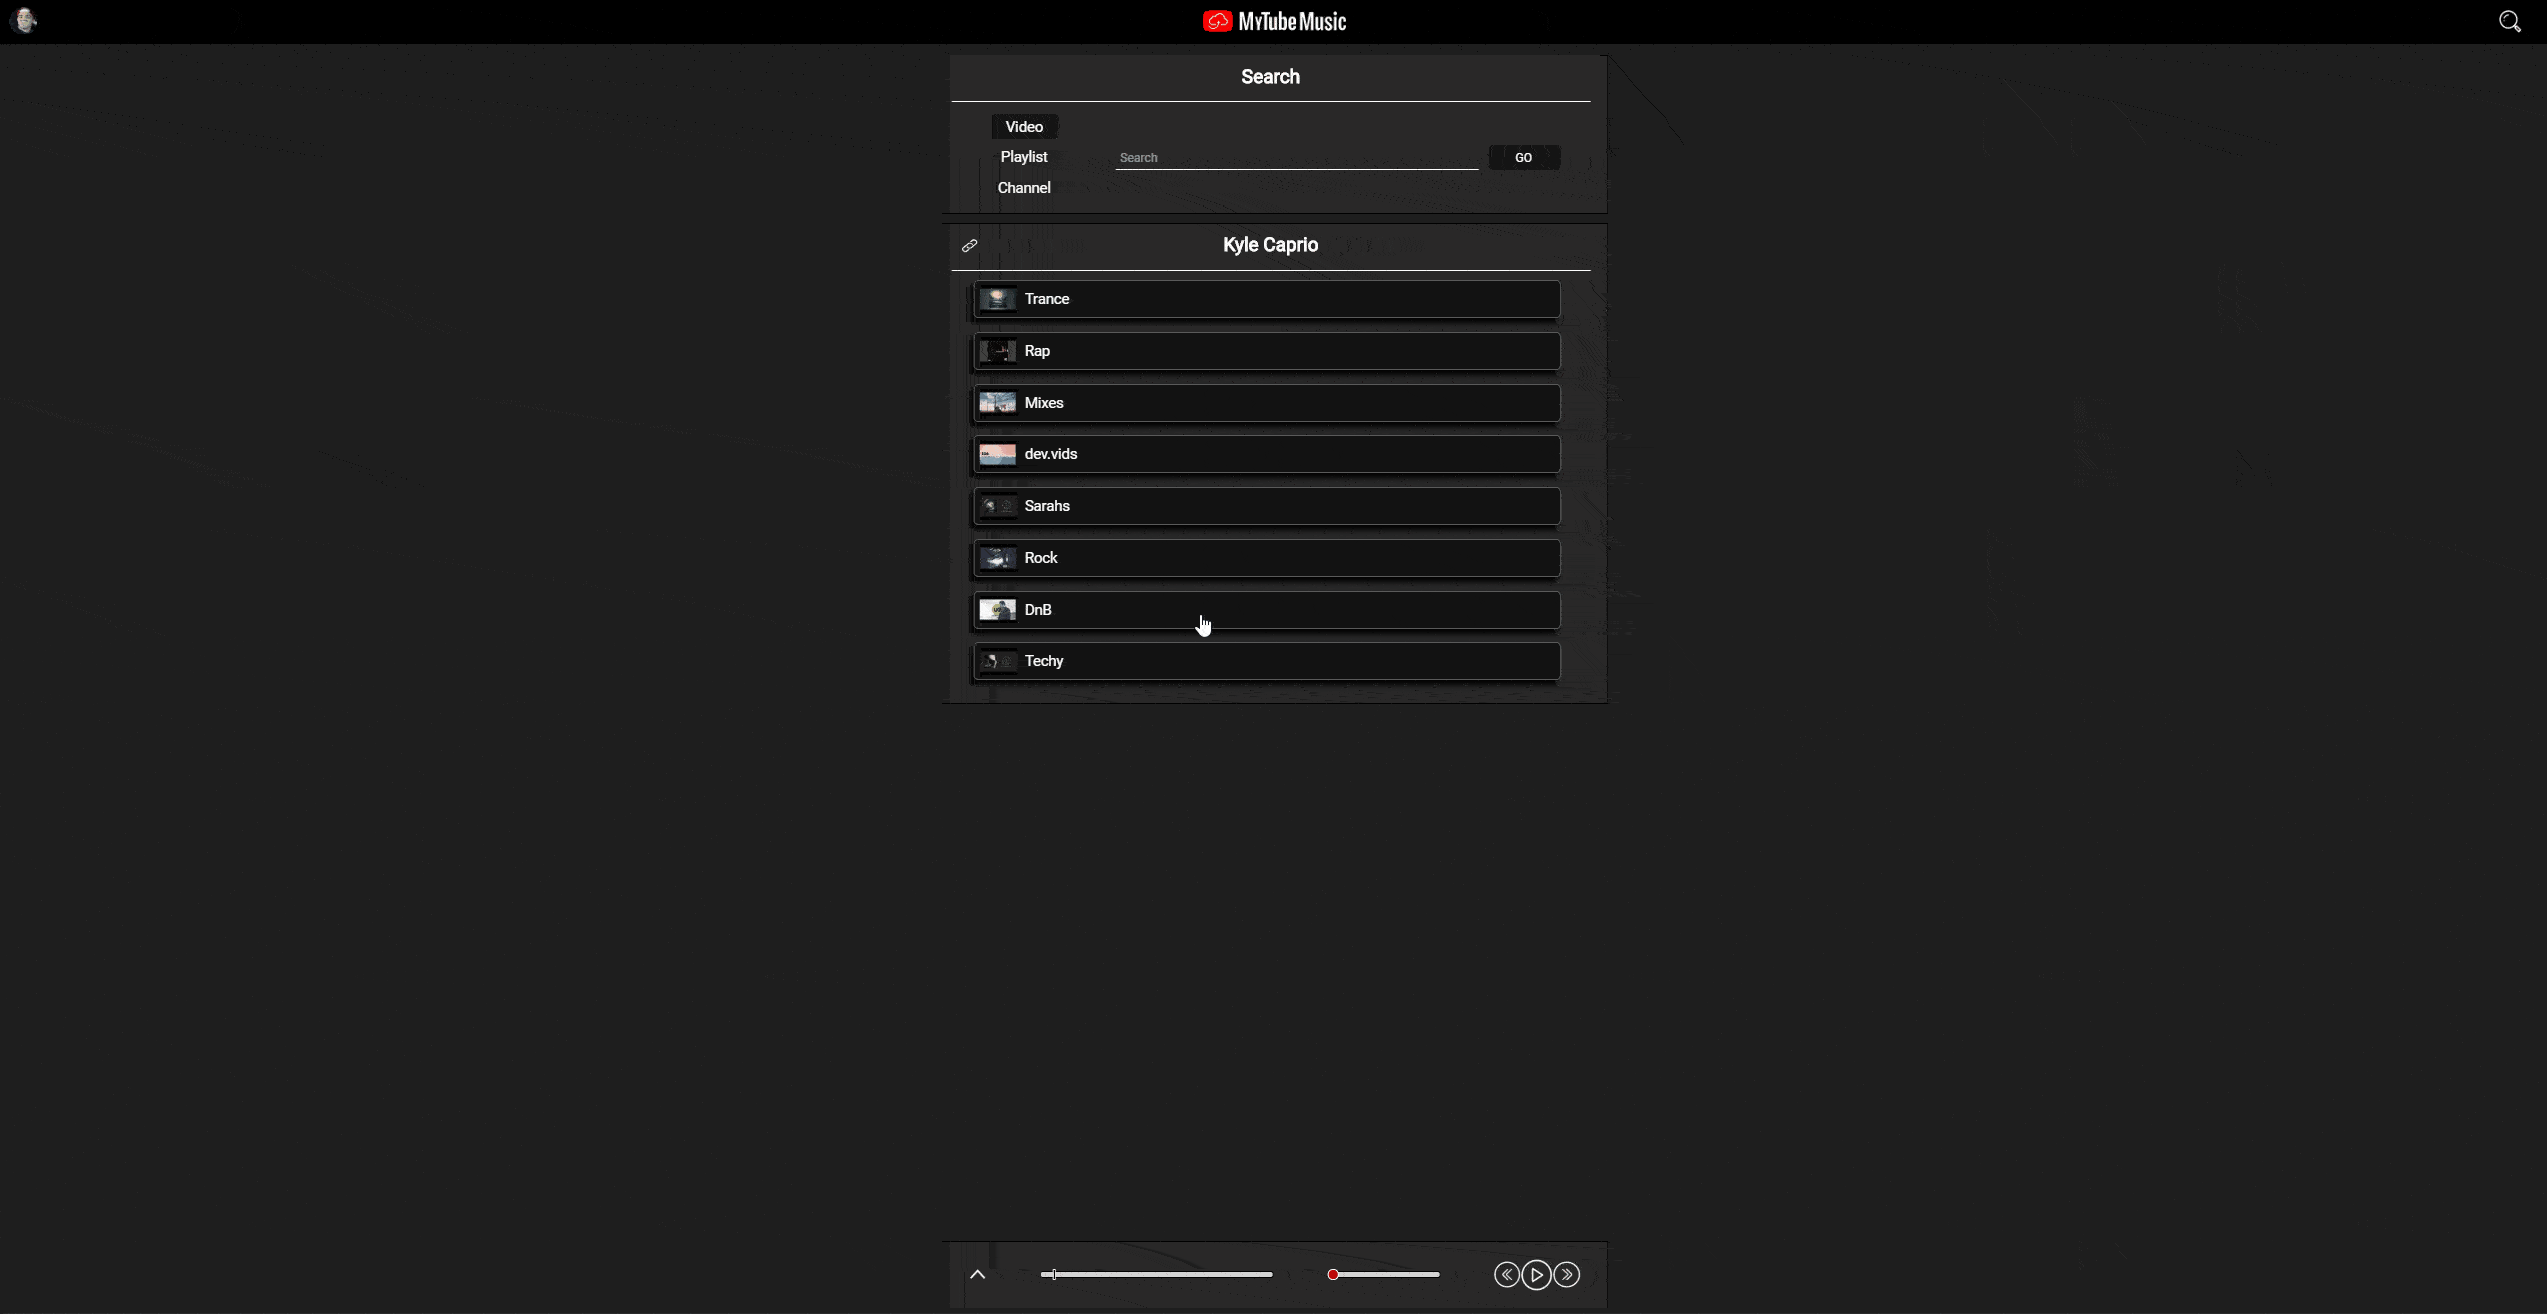 MyTube Music
Search
Video
Playlist
Search
GO
Channel
Kyle Caprio
Trance
Rap
Mixes
dev.vids
Sarahs
Rock
DnB
Techy